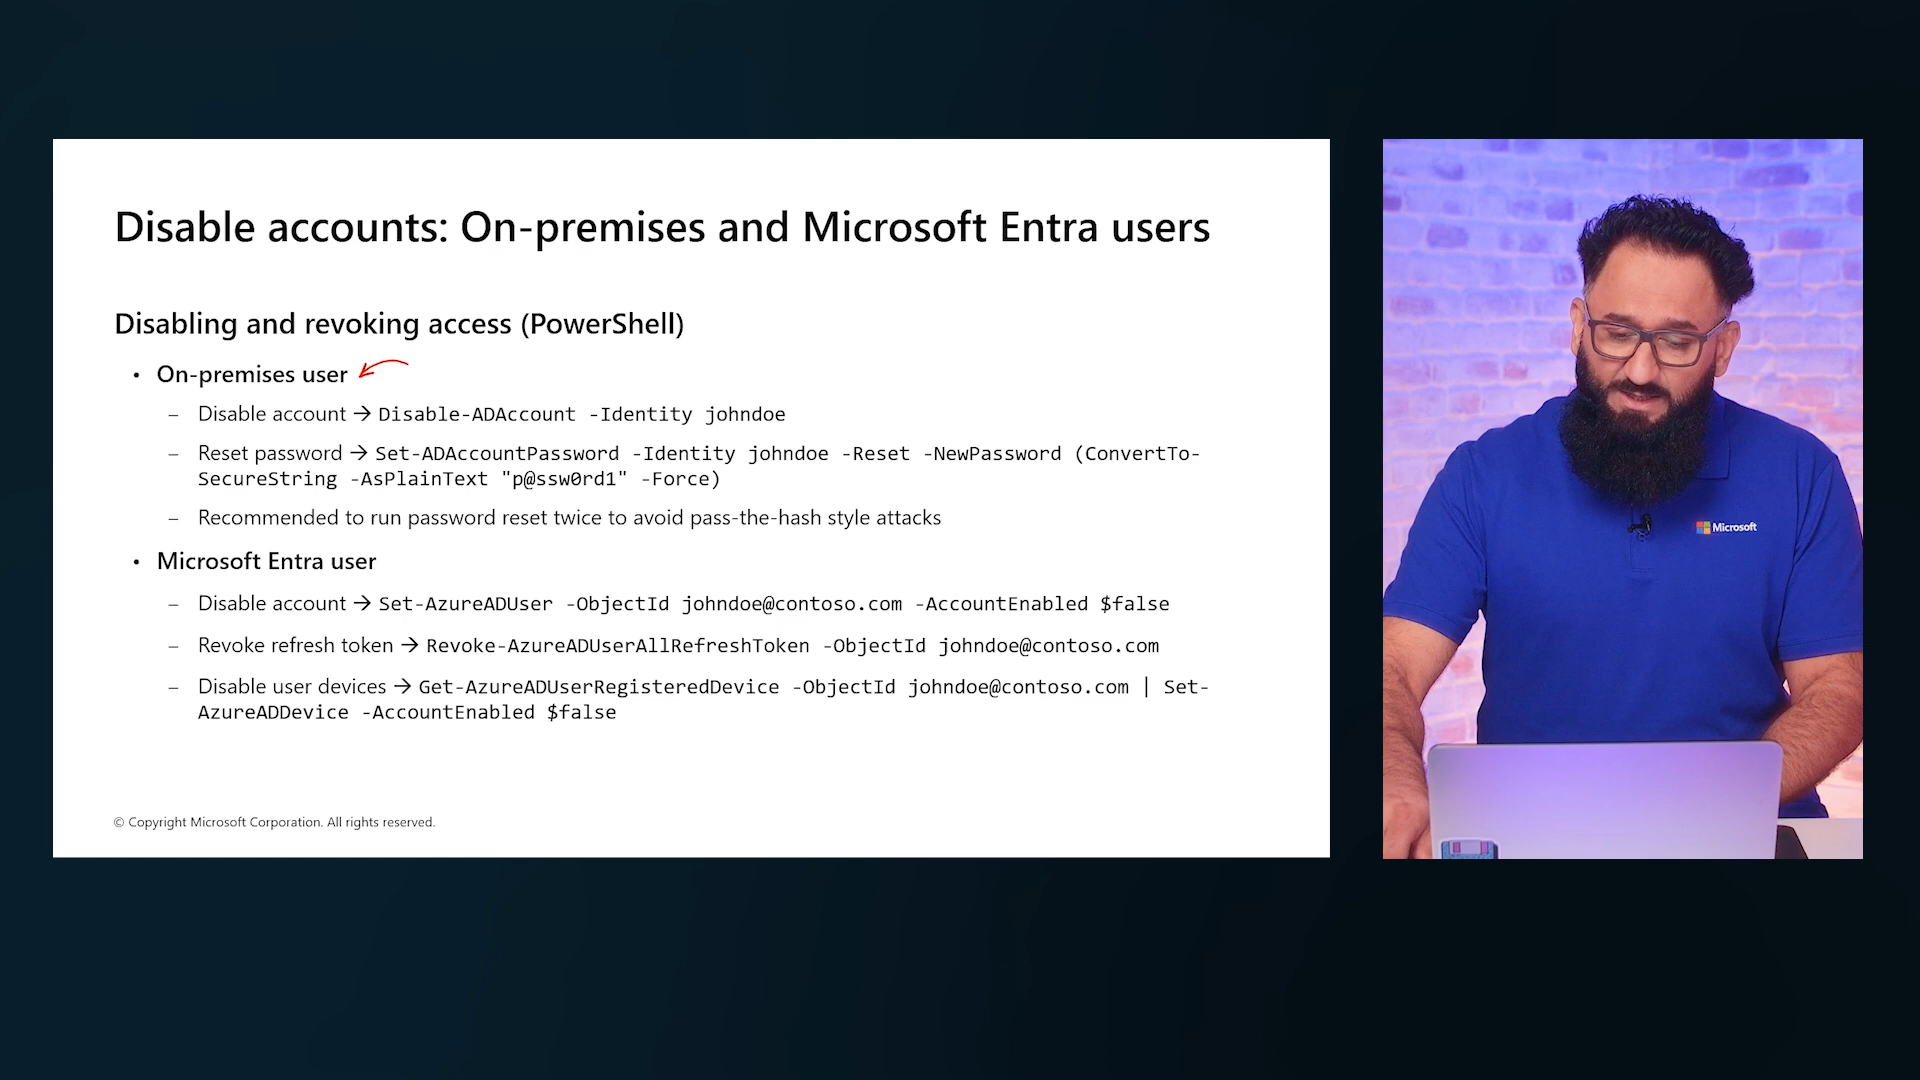 Disable accounts: On-premises and Microsoft Entra users
Disabling and revoking access (PowerShell)
• On-premises user
– Disable account → Disable-ADAccount -Identity johndoe
– Reset password → Set-ADAccountPassword -Identity johndoe -Reset -NewPassword (ConvertTo-
SecureString -AsPlainText "p@ssw0rd1" -Force)
– Recommended to run password reset twice to avoid pass-the-hash style attacks
• Microsoft Entra user
– Disable account → Set-AzureADUser -ObjectId johndoe@contoso.com -AccountEnabled $false
– Revoke refresh token → Revoke-AzureADUserAllRefreshToken -ObjectId johndoe@contoso.com
– Disable user devices → Get-AzureADUserRegisteredDevice -ObjectId johndoe@contoso.com | Set-
AzureADDevice -AccountEnabled $false
© Copyright Microsoft Corporation. All rights reserved.
Microsoft